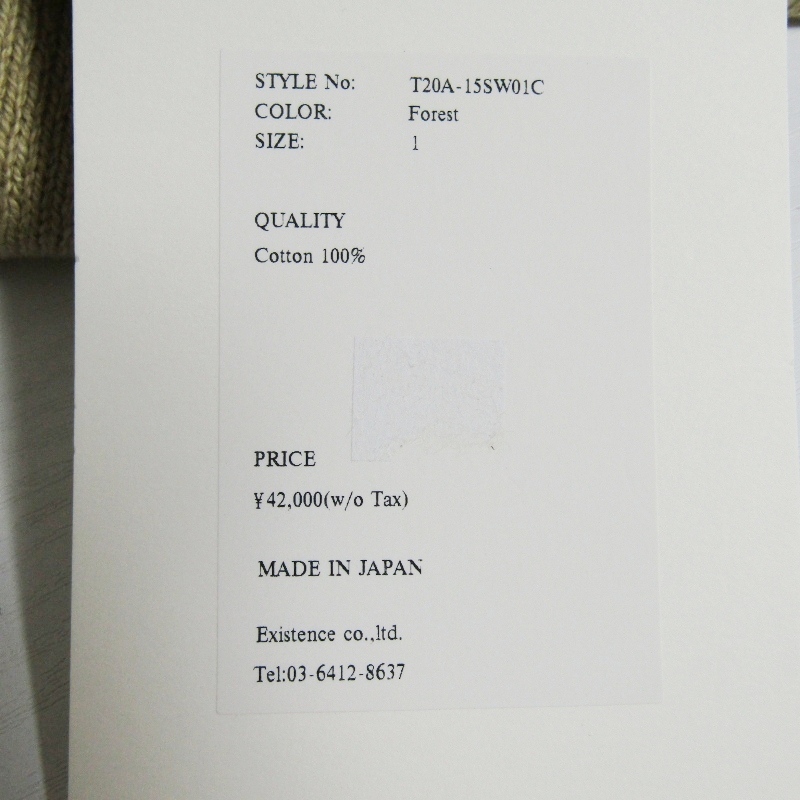 STYLE No: T20A-15SW01C
COLOR: Forest
SIZE: 1
QUALITY
Cotton 100%
PRICE
¥42,000(w/o Tax)
MADE IN JAPAN
Existence co.,ltd.
Tel:03-6412-8637